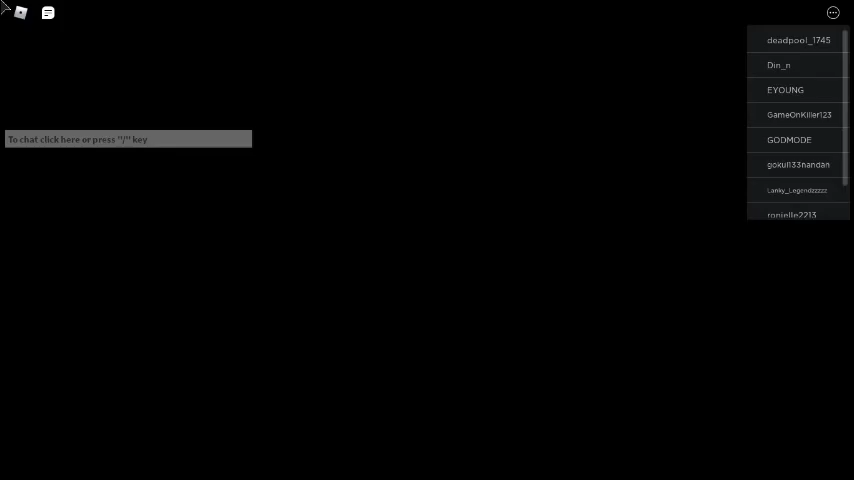 To chat click here or press "/" key
deadpool_1745
Din_n
EYOUNG
GameOnKiller123
GODMODE
gokul133nandan
Lanky_Legendzzzzz
ronielle2213